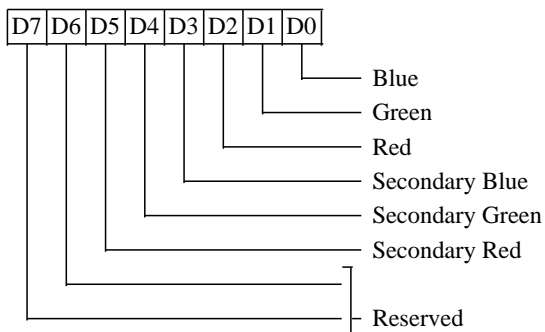 D7 D6 D5 D4 D3 D2 D1 D0
Blue
Green
Red
Secondary Blue
Secondary Green
Secondary Red
Reserved